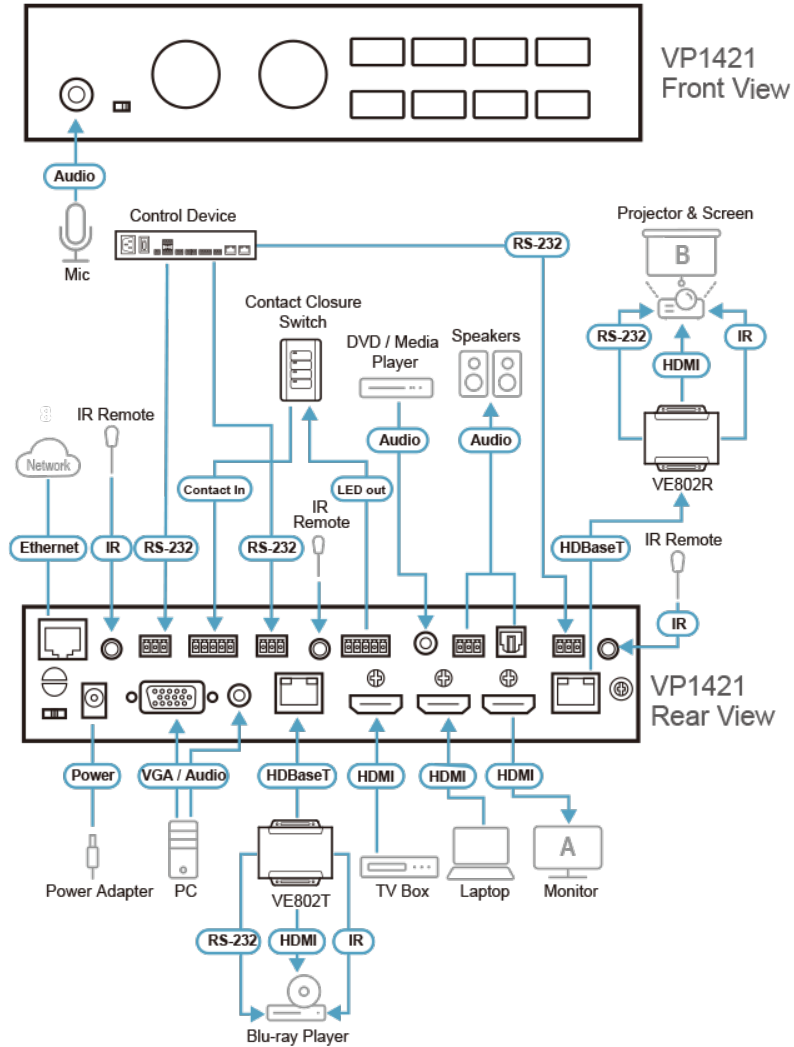 VP1421
Front View
Audio
Mic
Control Device
RS-232
Projector & Screen
B
Contact Closure
Switch
DVD / Media
Player
Speakers
RS-232
IR
HDMI
IR Remote
Audio
Audio
Network
VE802R
Contact In
LED out
IR
Remote
Ethernet
IR
RS-232
RS-232
HDBaseT
IR Remote
IR
VP1421
Rear View
Power
VGA / Audio
HDBaseT
HDMI
HDMI
HDMI
A
Power Adapter
PC
VE802T
TV Box
Laptop
Monitor
RS-232
HDMI
IR
Blu-ray Player